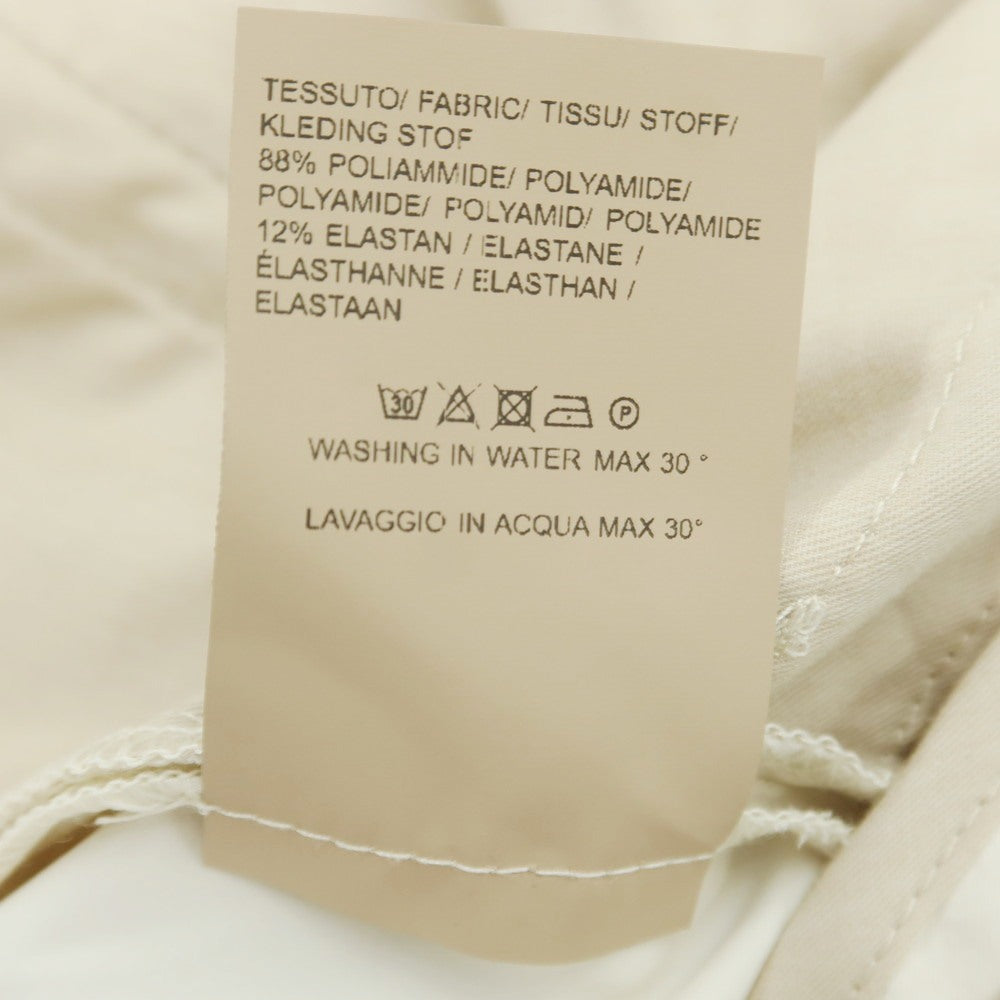 TESSUTO/ FABRIC/ TISSU/ STOFF/
KLEDING STOF
88% POLIAMMIDE/ POLYAMIDE/
POLYAMIDE/ POLYAMID/ POLYAMIDE
12% ELASTAN / ELASTANE /
ÉLASTHANNE / ELASTHAN /
ELASTAAN
30 P
WASHING IN WATER MAX 30 °
LAVAGGIO IN ACQUA MAX 30°